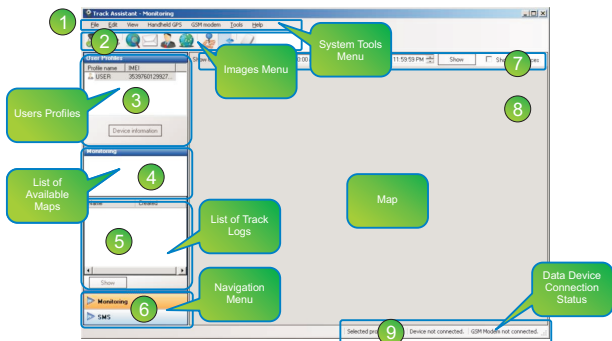 Track Assistant - Monitoring
1
File Edit View Handheld GPS GSM modem Tools Help
System Tools Menu
2
Images Menu
User Profiles
Profile name IMEI
USER 3539760129927...
11:59:59 PM Show
7
3
Users Profiles
Device information
8
Monitoring
4
List of Available Maps
Map
Name Created
5
List of Track Logs
Show
Navigation Menu
Data Device Connection Status
Monitoring
6
SMS
9
Device not connected. GSM Modem not connected.